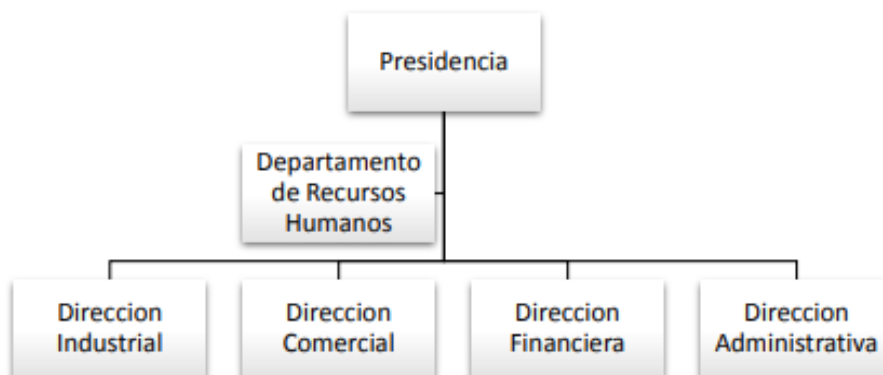 Presidencia
Departamento
de Recursos
Humanos
Direccion
Industrial
Direccion
Comercial
Direccion
Financiera
Direccion
Administrativa